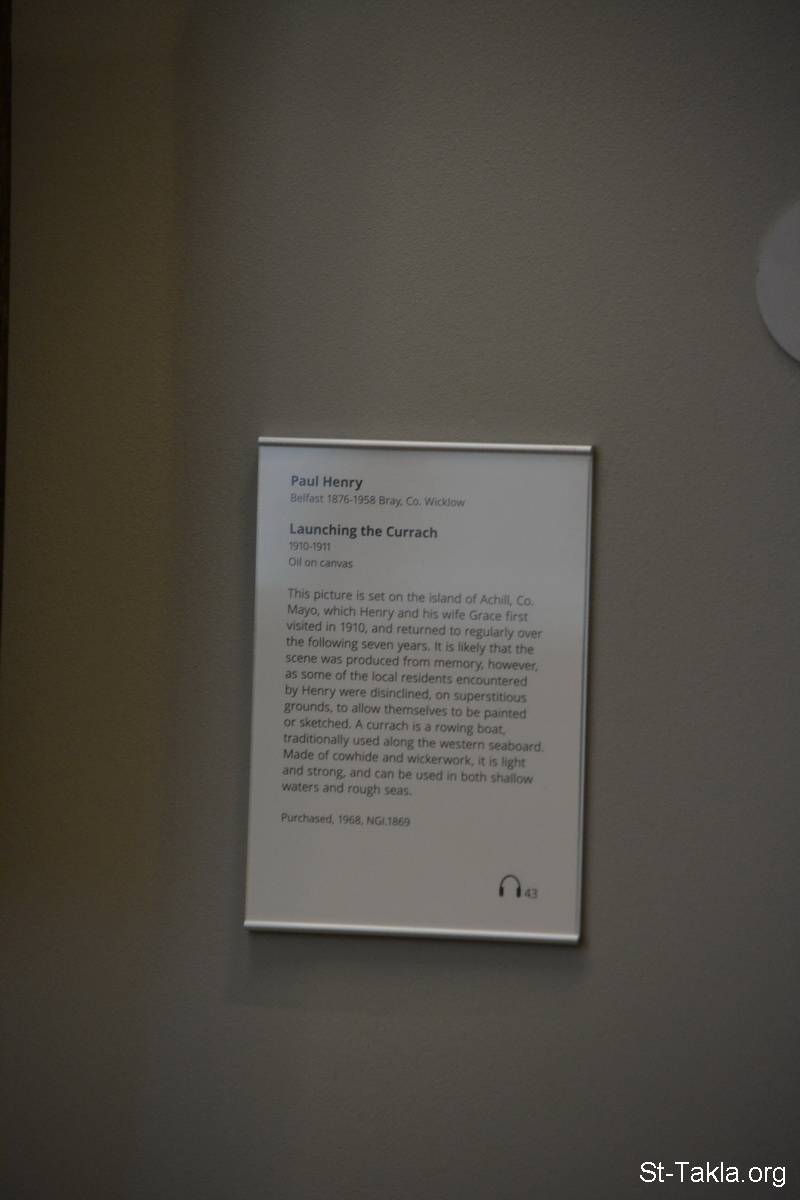 Paul Henry
Belfast 1876-1958 Bray, Co. Wicklow
Launching the Currach
1910-1911
Oil on canvas
This picture is set on the island of Achill, Co.
Mayo, which Henry and his wife Grace first
visited in 1910, and returned to regularly over
the following seven years. It is likely that the
scene was produced from memory, however,
as some of the local residents encountered
by Henry were disinclined, on superstitious
grounds, to allow themselves to be painted
or sketched. A currach is a rowing boat,
traditionally used along the western seaboard.
Made of cowhide and wickerwork, it is light
and strong, and can be used in both shallow
waters and rough seas.
Purchased, 1968, NGI.1869
43
St-Takla.org